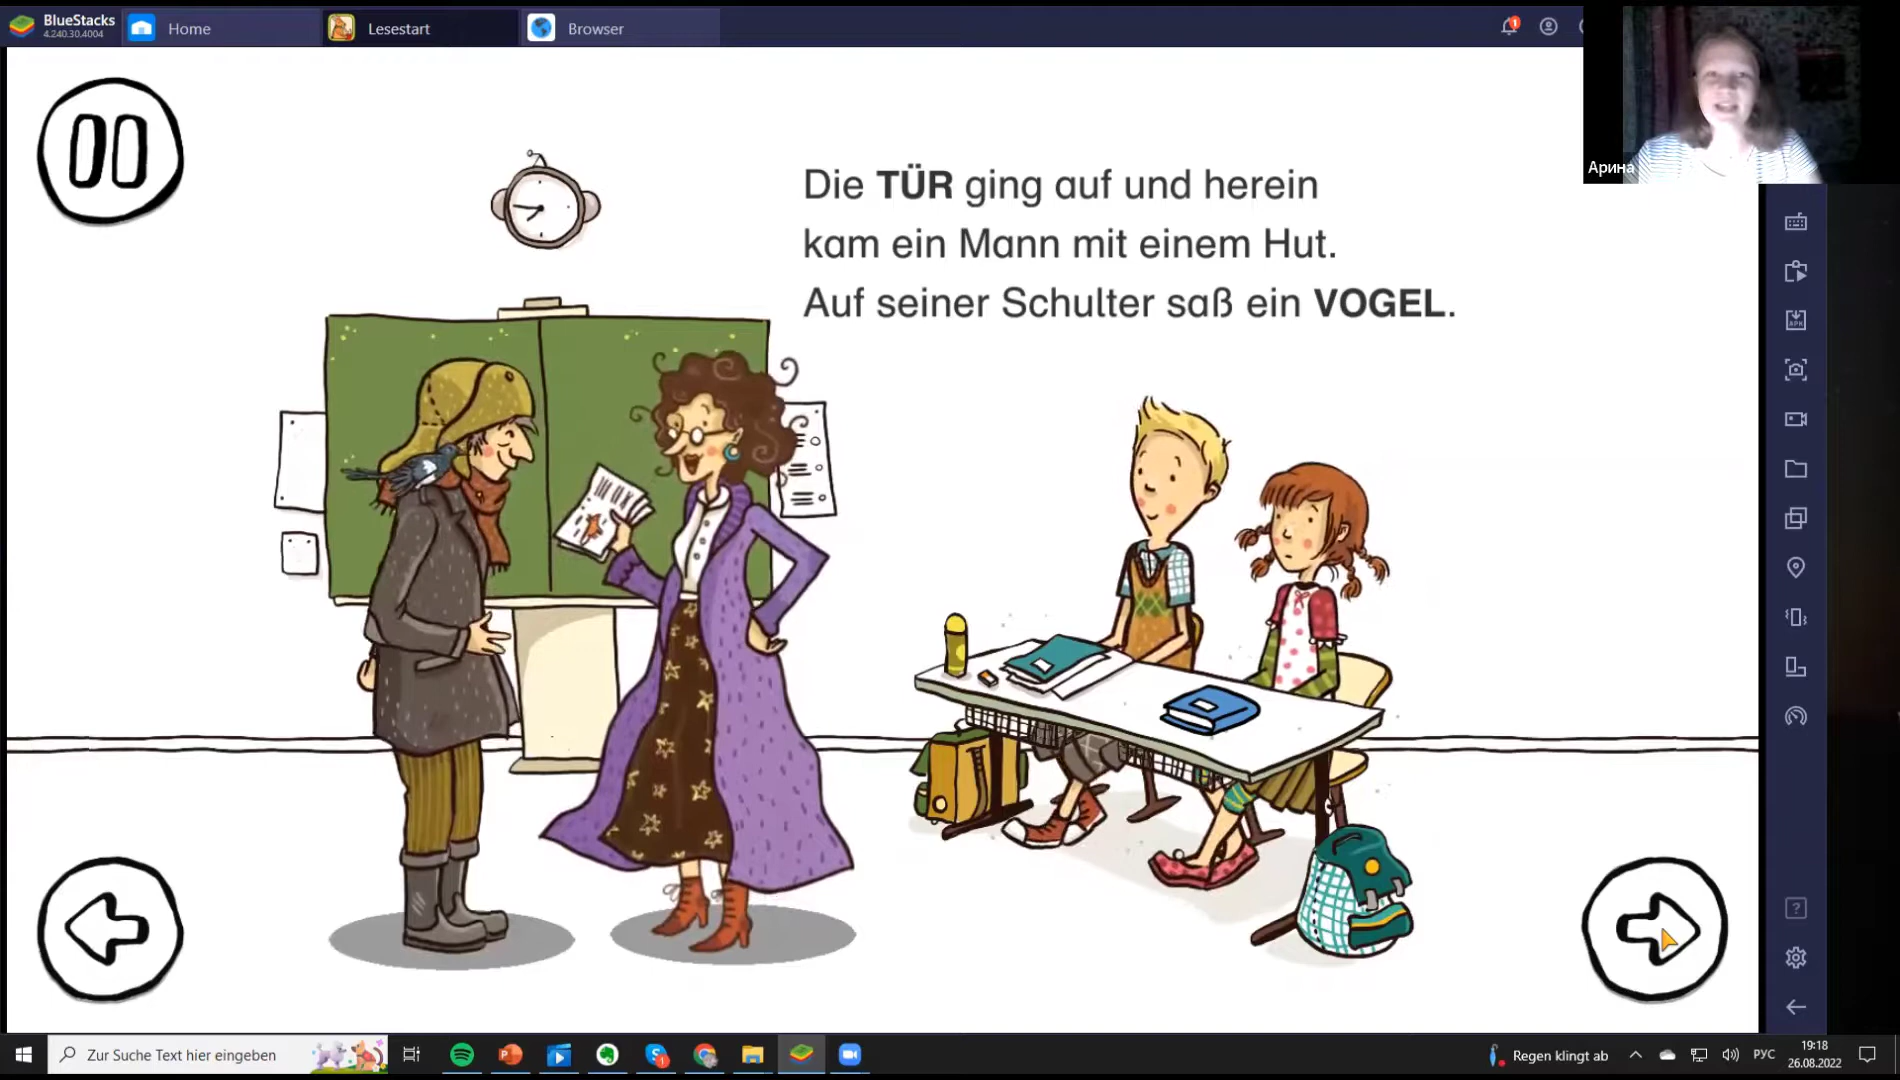 BlueStacks
4.240.30.4004
Home
Lesestart
Browser
1
Арина
Die TÜR ging auf und herein
kam ein Mann mit einem Hut.
Auf seiner Schulter saß ein VOGEL.
Zur Suche Text hier eingeben
Regen klingt ab
РУС
19:18
26.08.2022